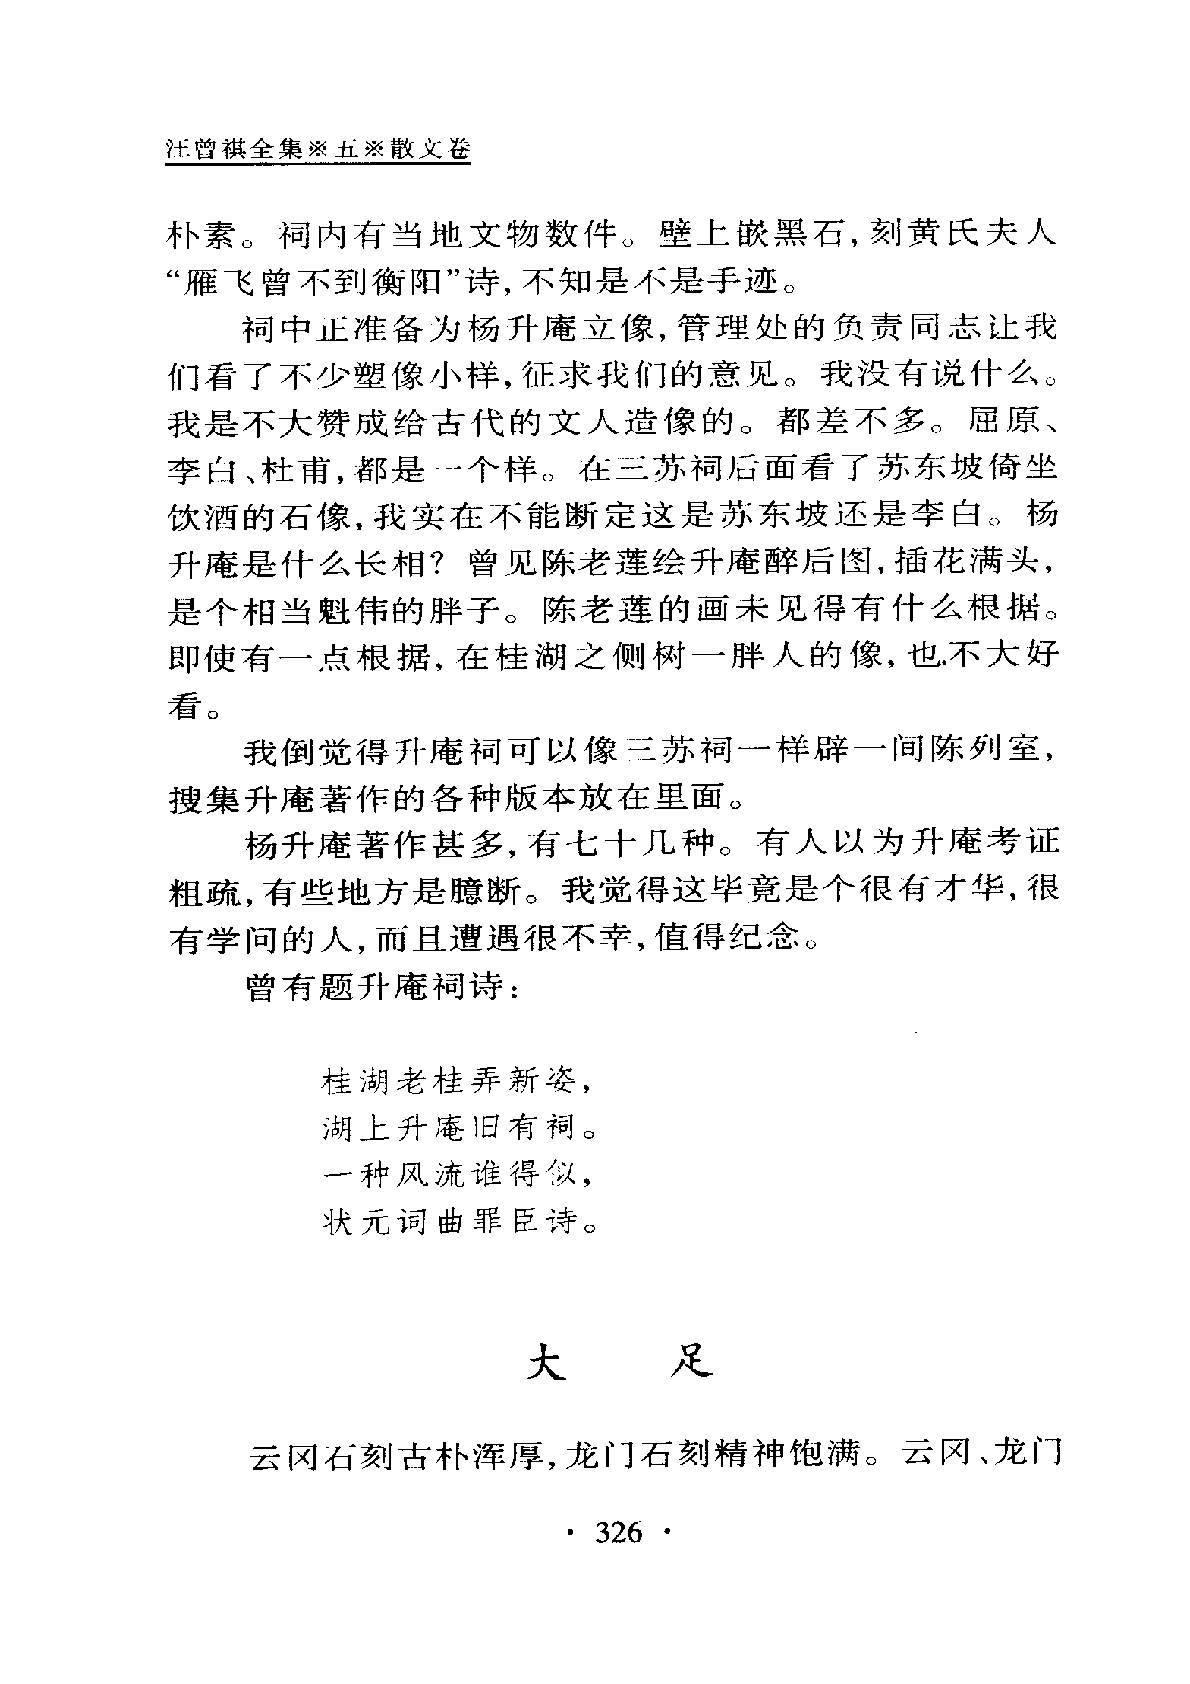 汪曾祺全集※五※散文卷
朴素。祠内有当地文物数件。壁上嵌黑石,刻黄氏夫人
“雁飞曾不到衡阳”诗,不知是不是手迹。
祠中正准备为杨升庵立像,管理处的负责同志让我
们看了不少塑像小样,征求我们的意见。我没有说什么。
我是不大赞成给古代的文人造像的。都差不多。屈原、
李白、杜甫,都是一个样。在三苏祠后面看了苏东坡倚坐
饮酒的石像,我实在不能断定这是苏东坡还是李白。杨
升庵是什么长相?曾见陈老莲绘升庵醉后图,插花满头,
是个相当魁伟的胖子。陈老莲的画未见得有什么根据。
即使有一点根据,在桂湖之侧树一胖人的像,也不大好
看。
我倒觉得升庵祠可以像三苏祠一样辟一间陈列室,
搜集升庵著作的各种版本放在里面。
杨升庵著作甚多,有七十几种。有人以为升庵考证
粗疏,有些地方是臆断。我觉得这毕竟是个很有才华,很
有学问的人,而且遭遇很不幸,值得纪念。
曾有题升庵祠诗:
桂湖老桂弄新姿,
湖上升庵旧有祠。
一种风流谁得似,
状元词曲罪臣诗。
大 足
云冈石刻古朴浑厚,龙门石刻精神饱满。云冈、龙门
· 326 ·